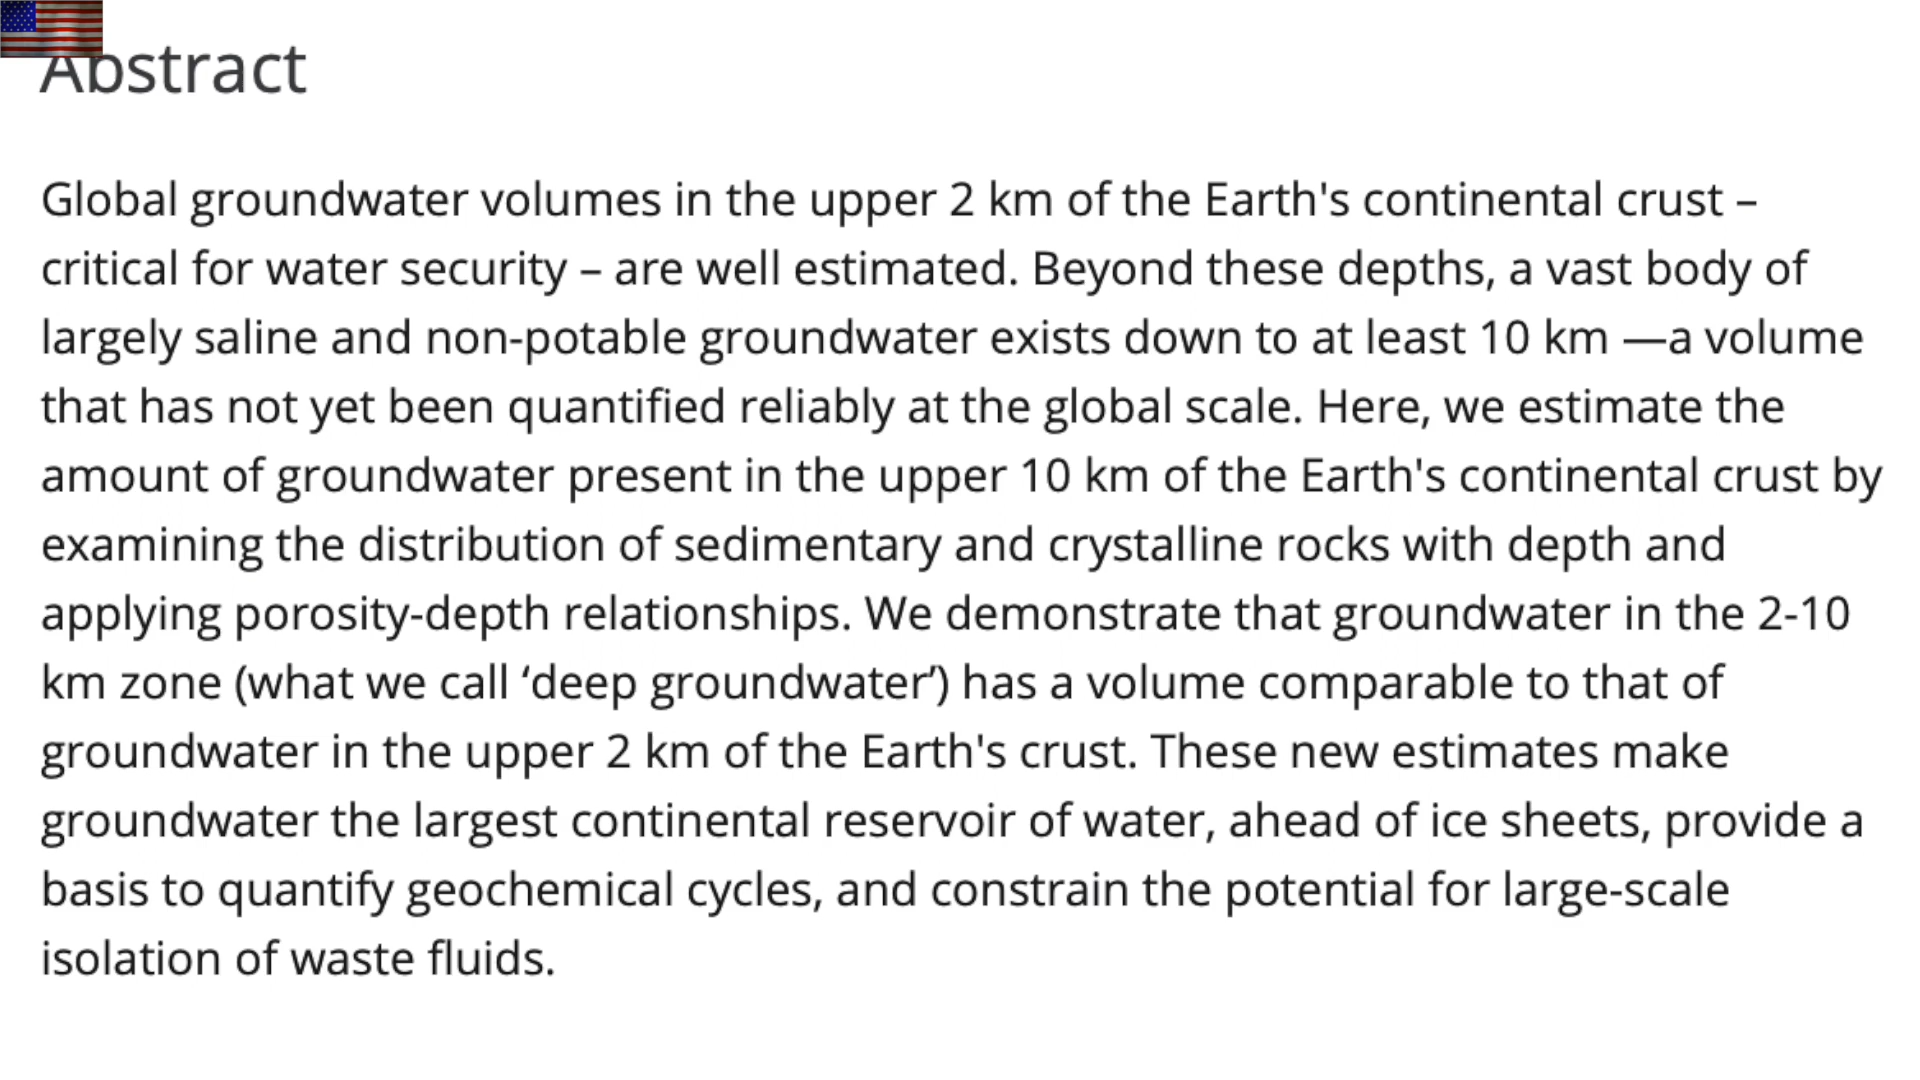 Abstract
Global groundwater volumes in the upper 2 km of the Earth's continental crust –
critical for water security – are well estimated. Beyond these depths, a vast body of
largely saline and non-potable groundwater exists down to at least 10 km —a volume
that has not yet been quantified reliably at the global scale. Here, we estimate the
amount of groundwater present in the upper 10 km of the Earth's continental crust by
examining the distribution of sedimentary and crystalline rocks with depth and
applying porosity-depth relationships. We demonstrate that groundwater in the 2-10
km zone (what we call ‘deep groundwater’) has a volume comparable to that of
groundwater in the upper 2 km of the Earth's crust. These new estimates make
groundwater the largest continental reservoir of water, ahead of ice sheets, provide a
basis to quantify geochemical cycles, and constrain the potential for large-scale
isolation of waste fluids.